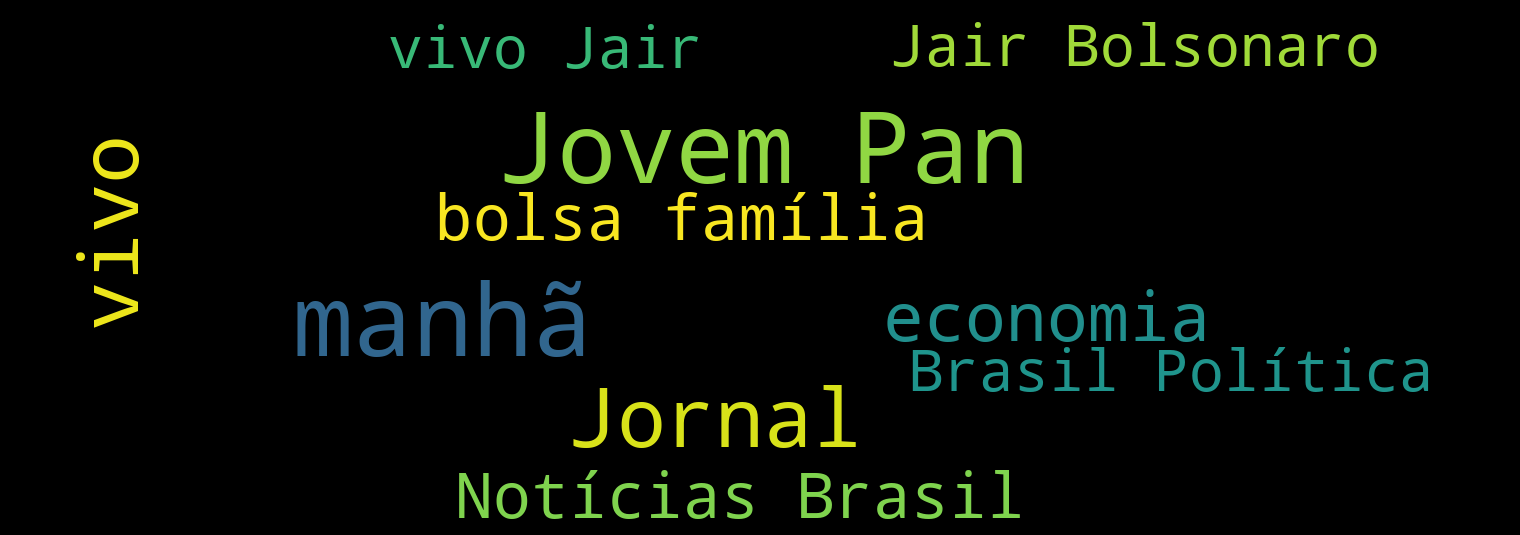 vivo Jair
Jair Bolsonaro
Jovem Pan
vivo
bolsa família
manhã
economia
Brasil Política
Jornal
Notícias Brasil